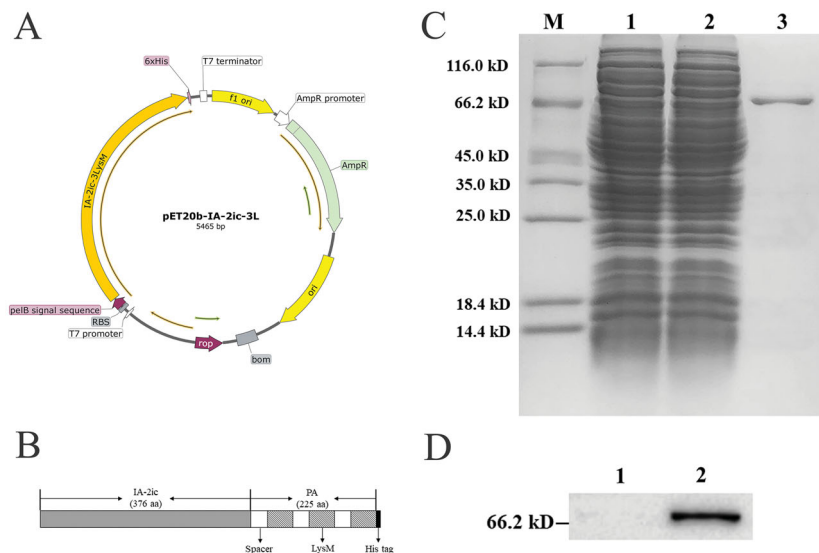 A
6xHis
T7 terminator
f1 ori
AmpR promoter
AmpR
IA-2ic-3LysM
pET20b-IA-2ic-3L
5465 bp
ori
pelB signal sequence
RBS
T7 promoter
rop
bom
B
IA-2ic
(376 aa)
PA
(225 aa)
Spacer
LysM
His tag
C
M 1 2 3
116.0 kD
66.2 kD
45.0 kD
35.0 kD
25.0 kD
18.4 kD
14.4 kD
D
1 2
66.2 kD